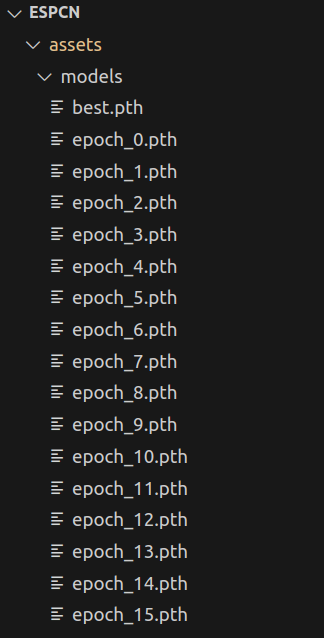 ESPCN
assets
models
best.pth
epoch_0.pth
epoch_1.pth
epoch_2.pth
epoch_3.pth
epoch_4.pth
epoch_5.pth
epoch_6.pth
epoch_7.pth
epoch_8.pth
epoch_9.pth
epoch_10.pth
epoch_11.pth
epoch_12.pth
epoch_13.pth
epoch_14.pth
epoch_15.pth